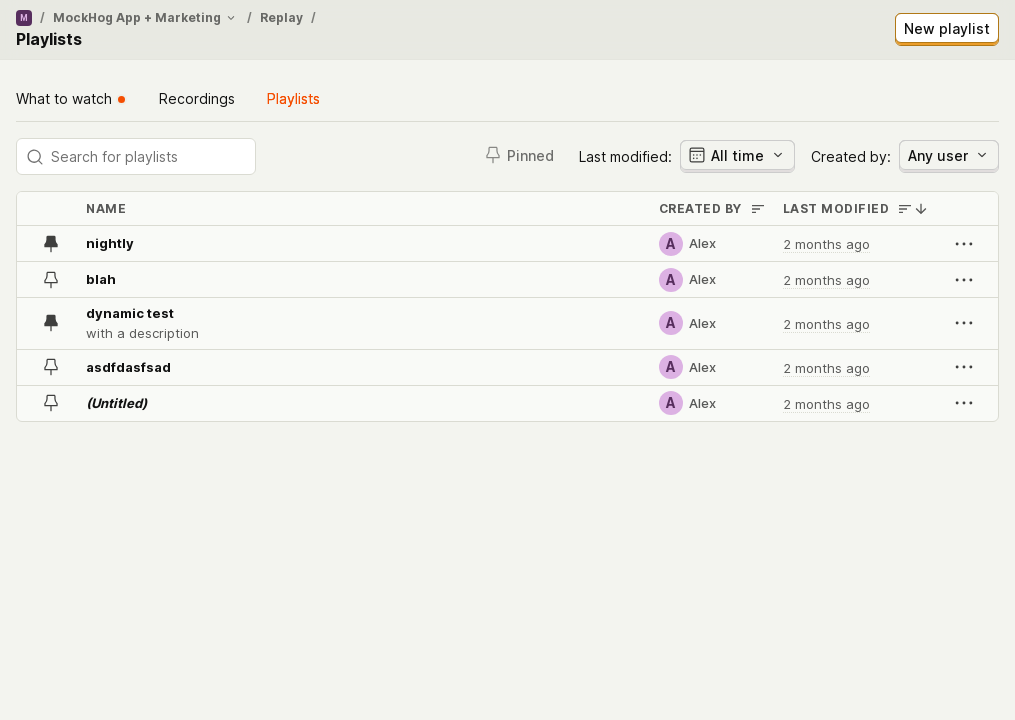 M / MockHog App + Marketing / Replay /
Playlists
New playlist
What to watch Recordings Playlists
Search for playlists Pinned Last modified: All time Created by: Any user
NAME CREATED BY LAST MODIFIED
nightly A Alex 2 months ago
blah A Alex 2 months ago
dynamic test
with a description A Alex 2 months ago
asdfdasfsad A Alex 2 months ago
(Untitled) A Alex 2 months ago